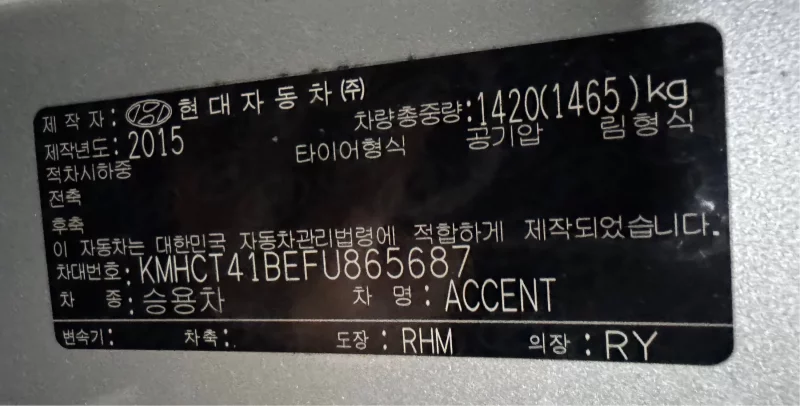 제 작 자 : 현대자동차㈜
제작년도: 2015 차량총중량:1420(1465)kg
적차시하중 타이어형식 공기압 림형식
전축
후축
이 자동차는 대한민국 자동차관리법령에 적합하게 제작되었습니다.
차대번호: KMHCT41BEFU865687
차 종 : 승용차 차 명 : ACCENT
변속기: 차축:. 도장 : RHM 의장 : RY